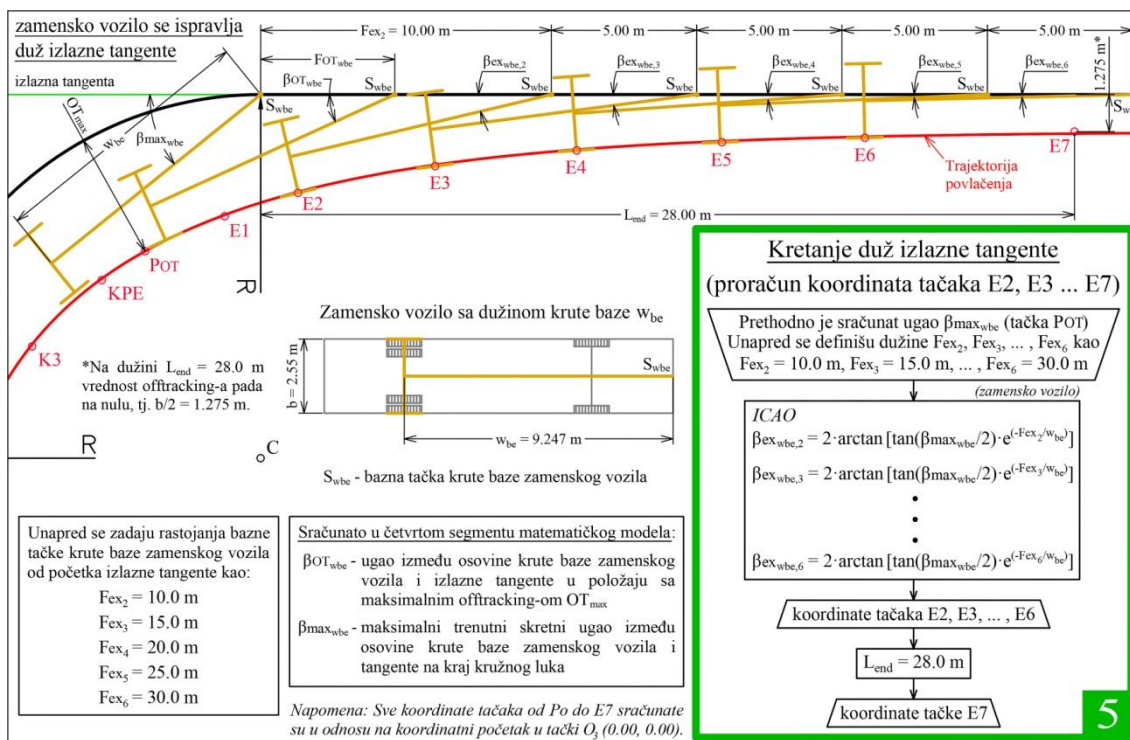 zamensko vozilo se ispravlja
duž izlazne tangente
izlazna tangenta
Fex₂ = 10.00 m
5.00 m
5.00 m
5.00 m
5.00 m
FOTwbe
βOTwbe
βexwbe,2
βexwbe,3
βexwbe,4
βexwbe,5
βexwbe,6
1.275 m*
Swbe
Swbe
Swbe
Swbe
Swbe
Swbe
Sw
OTmax
wbe
βmaxwbe
E7
E6
E5
E4
E3
E2
E1
POT
KPE
K3
Trajektorija
povlačenja
Lend = 28.00 m
R
R
C
*Na dužini Lend = 28.0 m
vrednost offtracking-a pada
na nulu, tj. b/2 = 1.275 m.
Zamensko vozilo sa dužinom krute baze wbe
b = 2.55 m
Swbe
wbe = 9.247 m
Swbe - bazna tačka krute baze zamenskog vozila
Unapred se zadaju rastojanja bazne
tačke krute baze zamenskog vozila
od početka izlazne tangente kao:
Fex₂ = 10.0 m
Fex₃ = 15.0 m
Fex₄ = 20.0 m
Fex₅ = 25.0 m
Fex₆ = 30.0 m
Sračunato u četvrtom segmentu matematičkog modela:
βOTwbe - ugao između osovine krute baze zamenskog
vozila i izlazne tangente u položaju sa
maksimalnim offtracking-om OTmax
βmaxwbe - maksimalni trenutni skretni ugao između
osovine krute baze zamenskog vozila i
tangente na kraj kružnog luka
Napomena: Sve koordinate tačaka od Po do E7 sračunate
su u odnosu na koordinatni početak u tački O₃ (0.00, 0.00).
Kretanje duž izlazne tangente
(proračun koordinata tačaka E2, E3 ... E7)
Prethodno je sračunat ugao βmaxwbe (tačka POT)
Unapred se definišu dužine Fex₂, Fex₃, ... , Fex₆ kao
Fex₂ = 10.0 m, Fex₃ = 15.0 m, ... , Fex₆ = 30.0 m
(zamensko vozilo)
ICAO
βexwbe,2 = 2·arctan [tan(βmaxwbe/2)·e^(-Fex₂/wbe)]
βexwbe,3 = 2·arctan [tan(βmaxwbe/2)·e^(-Fex₃/wbe)]
•
•
•
βexwbe,6 = 2·arctan [tan(βmaxwbe/2)·e^(-Fex₆/wbe)]
koordinate tačaka E2, E3, ... , E6
Lend = 28.0 m
koordinate tačke E7
5